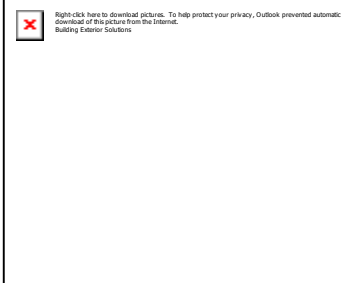 Right-click here to download pictures. To help protect your privacy, Outlook prevented automatic
download of this picture from the Internet.
Building Exterior Solutions